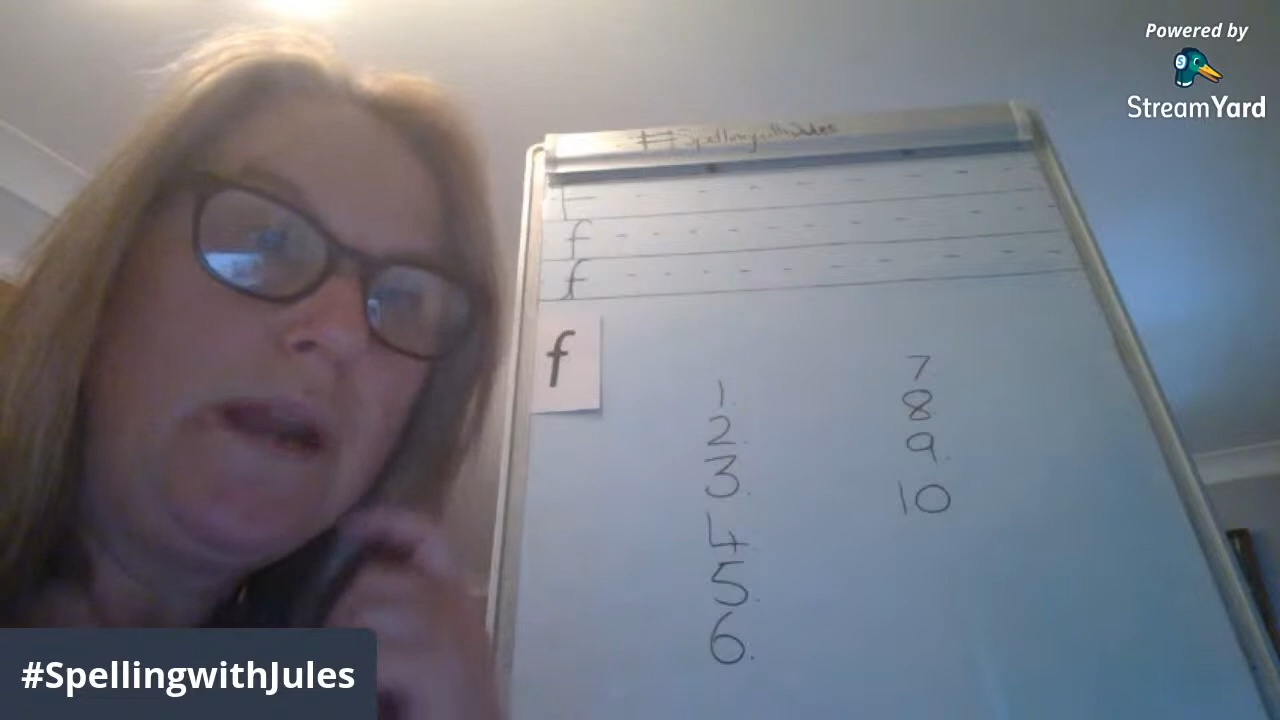 Powered by
StreamYard
#SpellingwithJules
f
f
f
f
1.
2.
3.
4.
5.
6.
7
8
9.
10
#SpellingwithJules